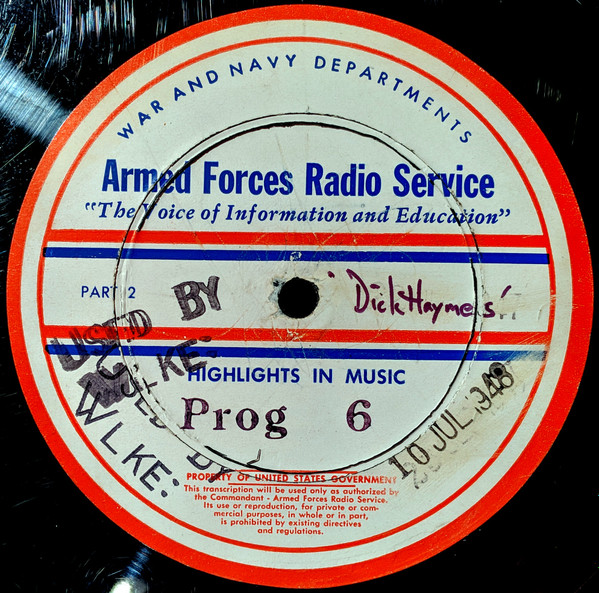 WAR AND NAVY DEPARTMENTS
Armed Forces Radio Service
"The Voice of Information and Education"
PART 2
'DickHaymes'
USED BY
WLKE:
USED BY
WLKE:
HIGHLIGHTS IN MUSIC
Prog 6
10 JUL 1948
PROPERTY OF UNITED STATES GOVERNMENT
This transcription will be used only as authorized by
the Commandant - Armed Forces Radio Service.
Its use or reproduction, for private or com-
mercial purposes, in whole or in part,
is prohibited by existing directives
and regulations.